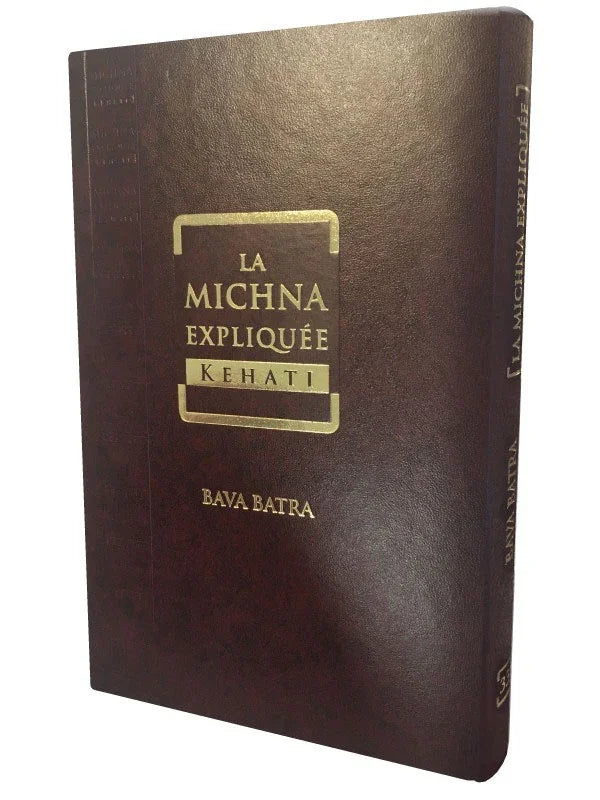 LA
MICHNA
EXPLIQUÉE
KEHATI
BAVA BATRA
LA MICHNA EXPLIQUÉE
BAVA BATRA